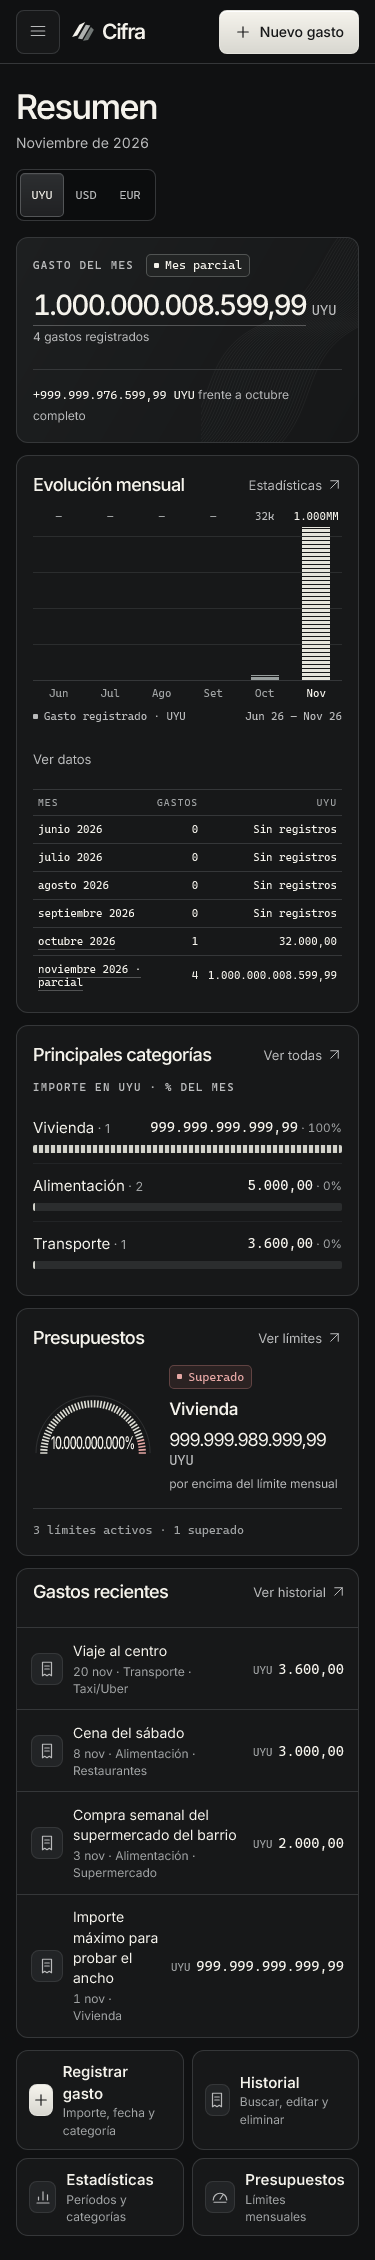 Cifra
Nuevo gasto
Resumen
Noviembre de 2026
UYU USD EUR
GASTO DEL MES Mes parcial
1.000.000.008.599,99 UYU
4 gastos registrados
+999.999.976.599,99 UYU frente a octubre
completo
Evolución mensual Estadísticas
— — — — 32k 1.000MM
Jun Jul Ago Set Oct Nov
Gasto registrado · UYU Jun 26 — Nov 26
Ver datos
MES GASTOS UYU
junio 2026 0 Sin registros
julio 2026 0 Sin registros
agosto 2026 0 Sin registros
septiembre 2026 0 Sin registros
octubre 2026 1 32.000,00
noviembre 2026 ·
parcial 4 1.000.000.008.599,99
Principales categorías Ver todas
IMPORTE EN UYU · % DEL MES
Vivienda · 1 999.999.999.999,99 · 100%
Alimentación · 2 5.000,00 · 0%
Transporte · 1 3.600,00 · 0%
Presupuestos Ver límites
Superado
Vivienda
10.000.000.000%
999.999.989.999,99
UYU
por encima del límite mensual
3 límites activos · 1 superado
Gastos recientes Ver historial
Viaje al centro
20 nov · Transporte ·
Taxi/Uber
UYU 3.600,00
Cena del sábado
8 nov · Alimentación ·
Restaurantes
UYU 3.000,00
Compra semanal del
supermercado del barrio
3 nov · Alimentación ·
Supermercado
UYU 2.000,00
Importe
máximo para
probar el
ancho
1 nov ·
Vivienda
UYU 999.999.999.999,99
Registrar
gasto
Importe, fecha y
categoría
Historial
Buscar, editar y
eliminar
Estadísticas
Períodos y
categorías
Presupuestos
Límites
mensuales